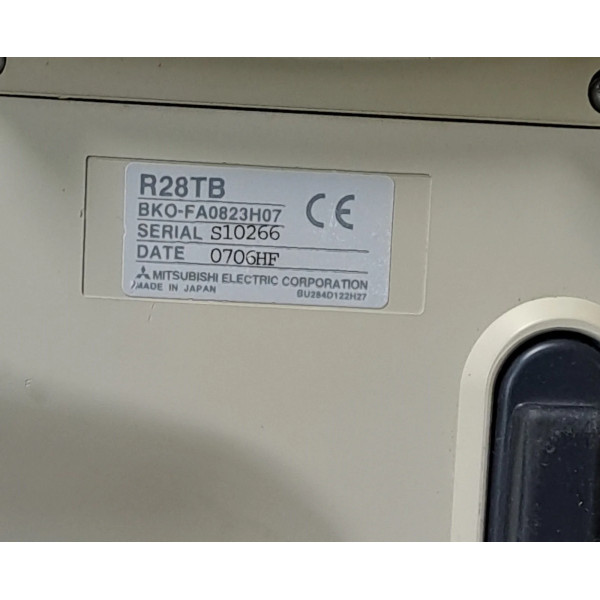 R28TB
BKO-FA0823H07
SERIAL S10266
DATE 0706HF
CE
MITSUBISHI ELECTRIC CORPORATION
MADE IN JAPAN
BU284D122H27